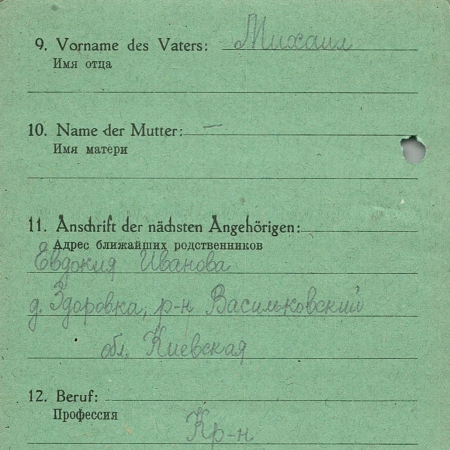 9. Vorname des Vaters: Михаил
Имя отца
10. Name der Mutter: —
Имя матери
11. Anschrift der nächsten Angehörigen:
Адрес ближайших родственников
Евдокия Иванова
д. Здоровка, р-н Васильковский
обл. Киевская
12. Beruf:
Профессия
Кр-н